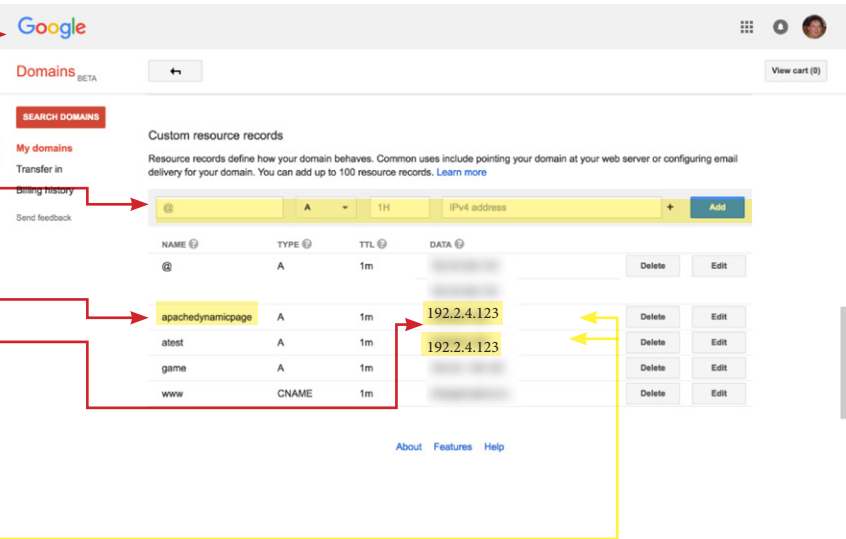 Google
Domains BETA
View cart (0)
SEARCH DOMAINS
My domains
Transfer in
Billing history
Send feedback
Custom resource records
Resource records define how your domain behaves. Common uses include pointing your domain at your web server or configuring email
delivery for your domain. You can add up to 100 resource records. Learn more
@ A 1H IPv4 address + Add
NAME TYPE TTL DATA
@ A 1m Delete Edit
apachedynamicpage A 1m 192.2.4.123 Delete Edit
atest A 1m 192.2.4.123 Delete Edit
game A 1m Delete Edit
www CNAME 1m Delete Edit
About Features Help